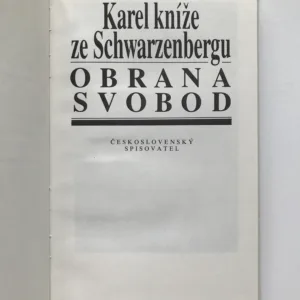 Karel kníže
ze Schwarzenbergu
OBRANA
SVOBOD
ČESKOSLOVENSKÝ
SPISOVATEL